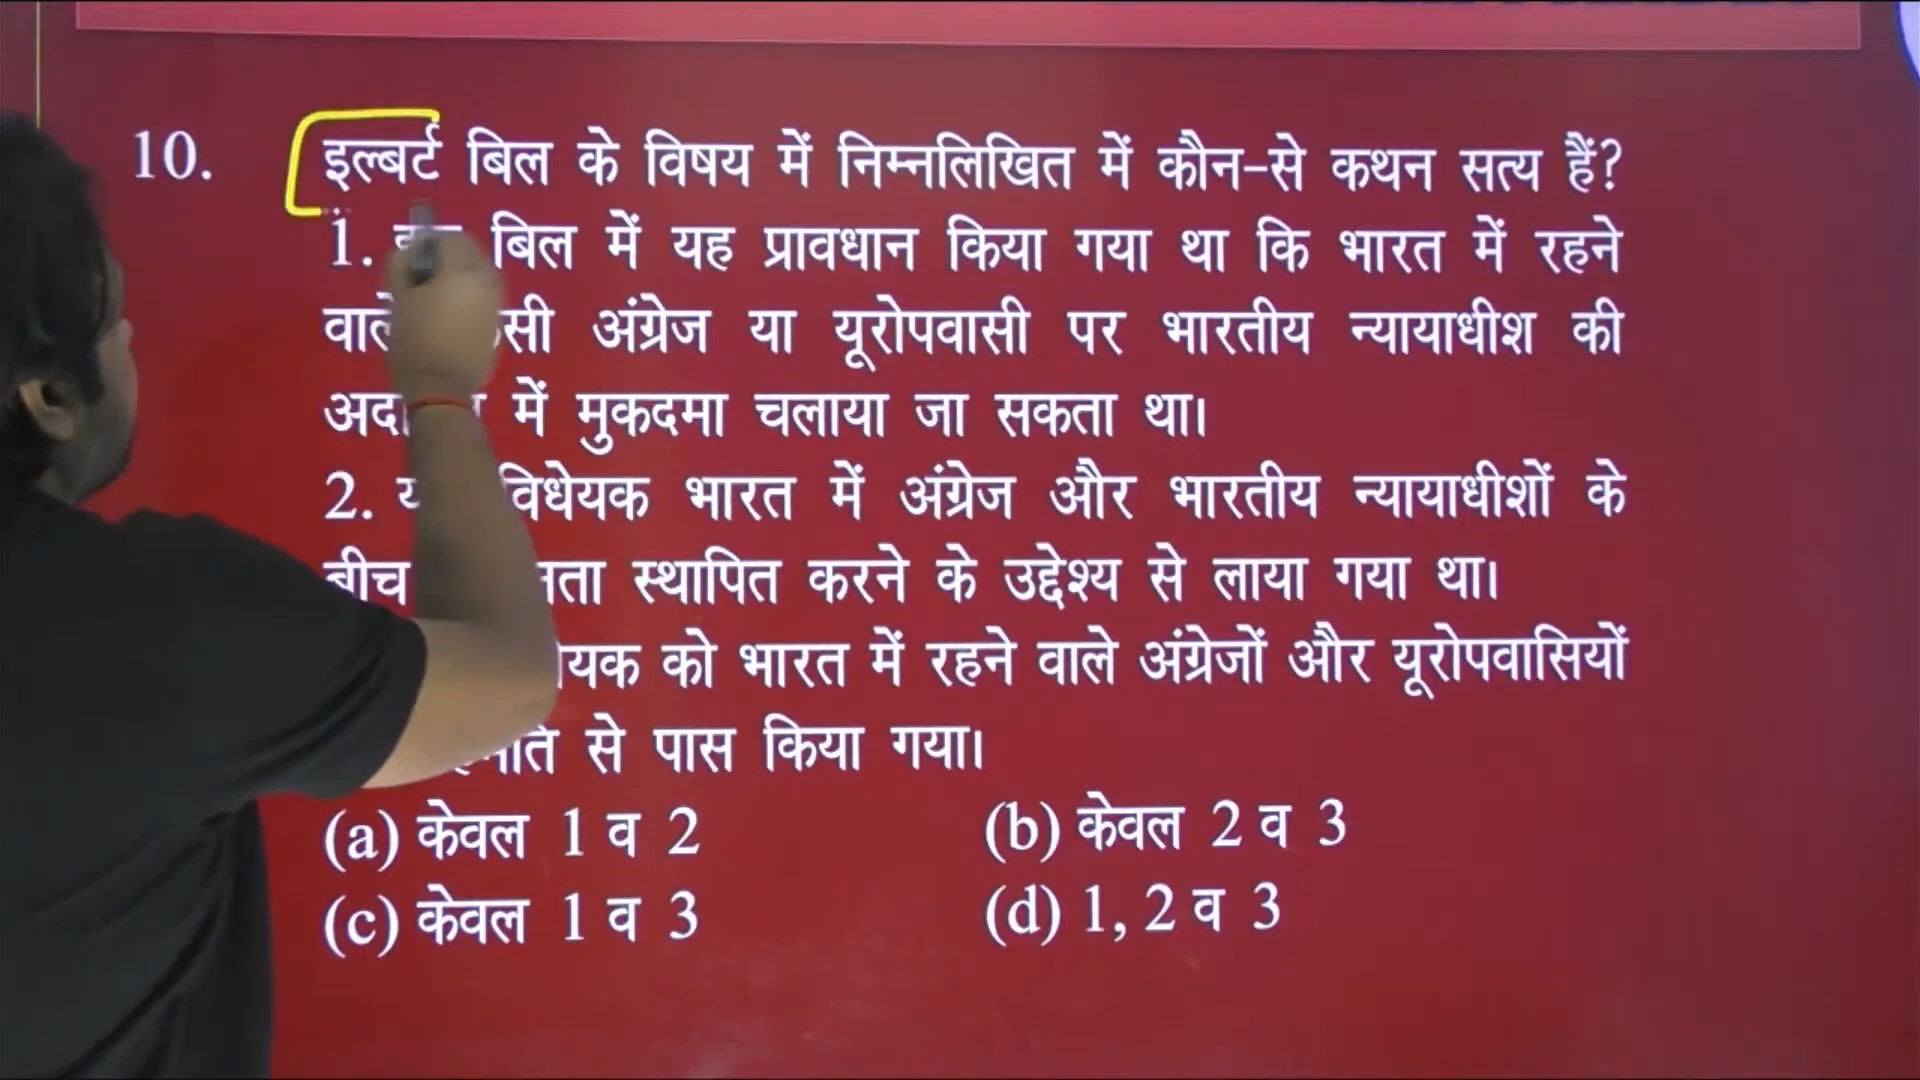 10. इल्बर्ट बिल के विषय में निम्नलिखित में कौन-से कथन सत्य हैं?
1. बिल में यह प्रावधान किया गया था कि भारत में रहने
अंग्रेज या यूरोपवासी पर भारतीय न्यायाधीश की
में मुकदमा चलाया जा सकता था।
2. विधेयक भारत में अंग्रेज और भारतीय न्यायाधीशों के
बीच स्थापित करने के उद्देश्य से लाया गया था।
को भारत में रहने वाले अंग्रेजों और यूरोपवासियों
से पास किया गया।
(a) केवल 1 व 2 (b) केवल 2 व 3
(c) केवल 1 व 3 (d) 1, 2 व 3